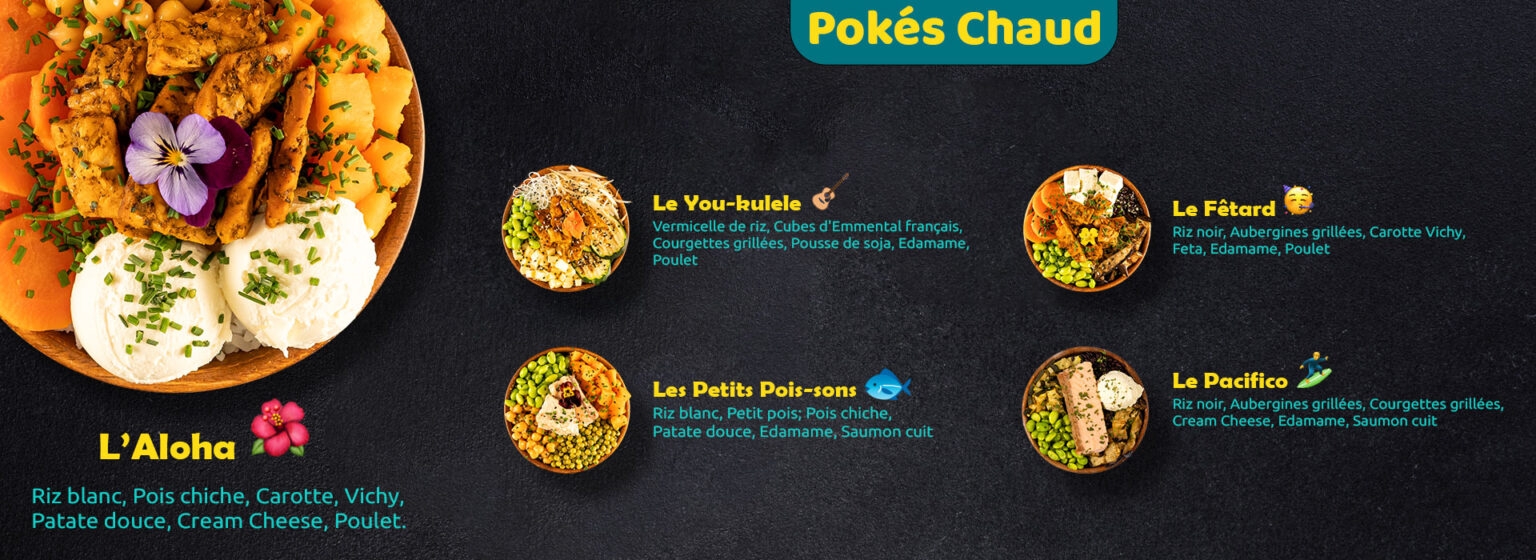 Pokés Chaud
L'Aloha
Riz blanc, Pois chiche, Carotte, Vichy,
Patate douce, Cream Cheese, Poulet.
Le You-kulele
Vermicelle de riz, Cubes d'Emmental français,
Courgettes grillées, Pousse de soja, Edamame,
Poulet
Le Fêtard
Riz noir, Aubergines grillées, Carotte Vichy,
Feta, Edamame, Poulet
Les Petits Pois-sons
Riz blanc, Petit pois; Pois chiche,
Patate douce, Edamame, Saumon cuit
Le Pacifico
Riz noir, Aubergines grillées, Courgettes grillées,
Cream Cheese, Edamame, Saumon cuit